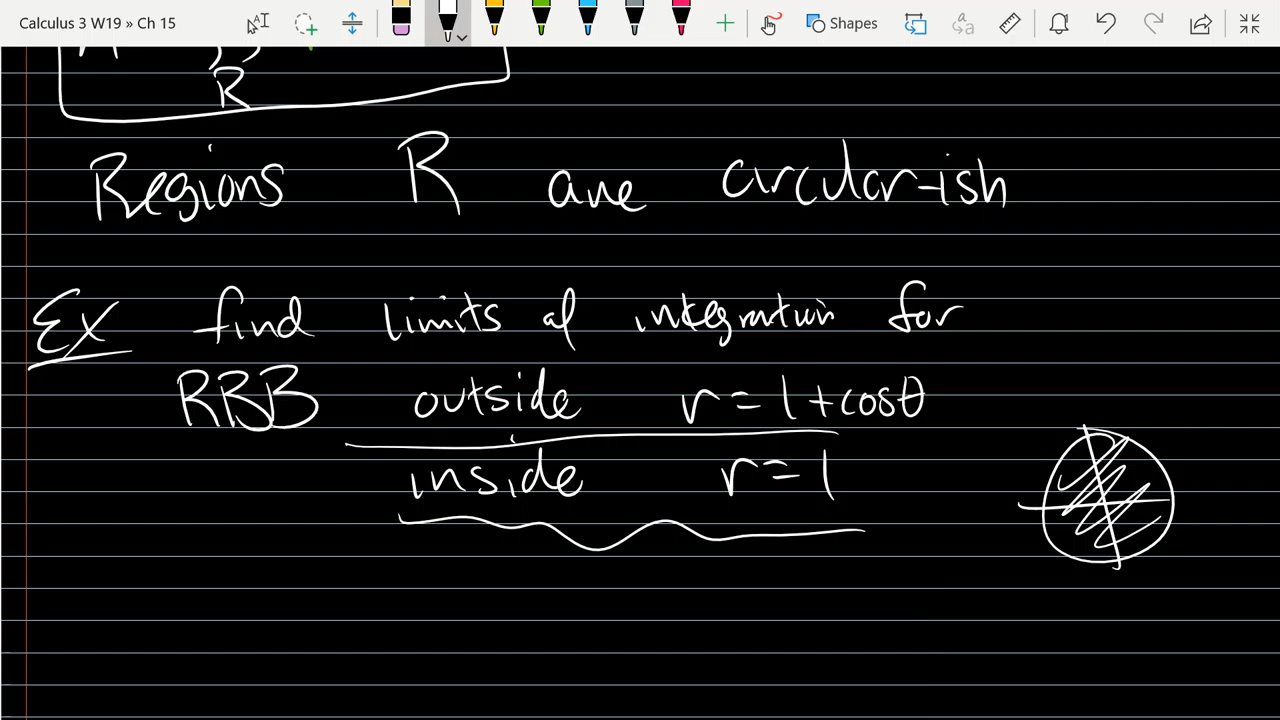 Calculus 3 W19 » Ch 15
Shapes
R
Regions R are circular-ish
Ex find limits of integration for
RBB outside r = 1 + cosθ
inside r = 1